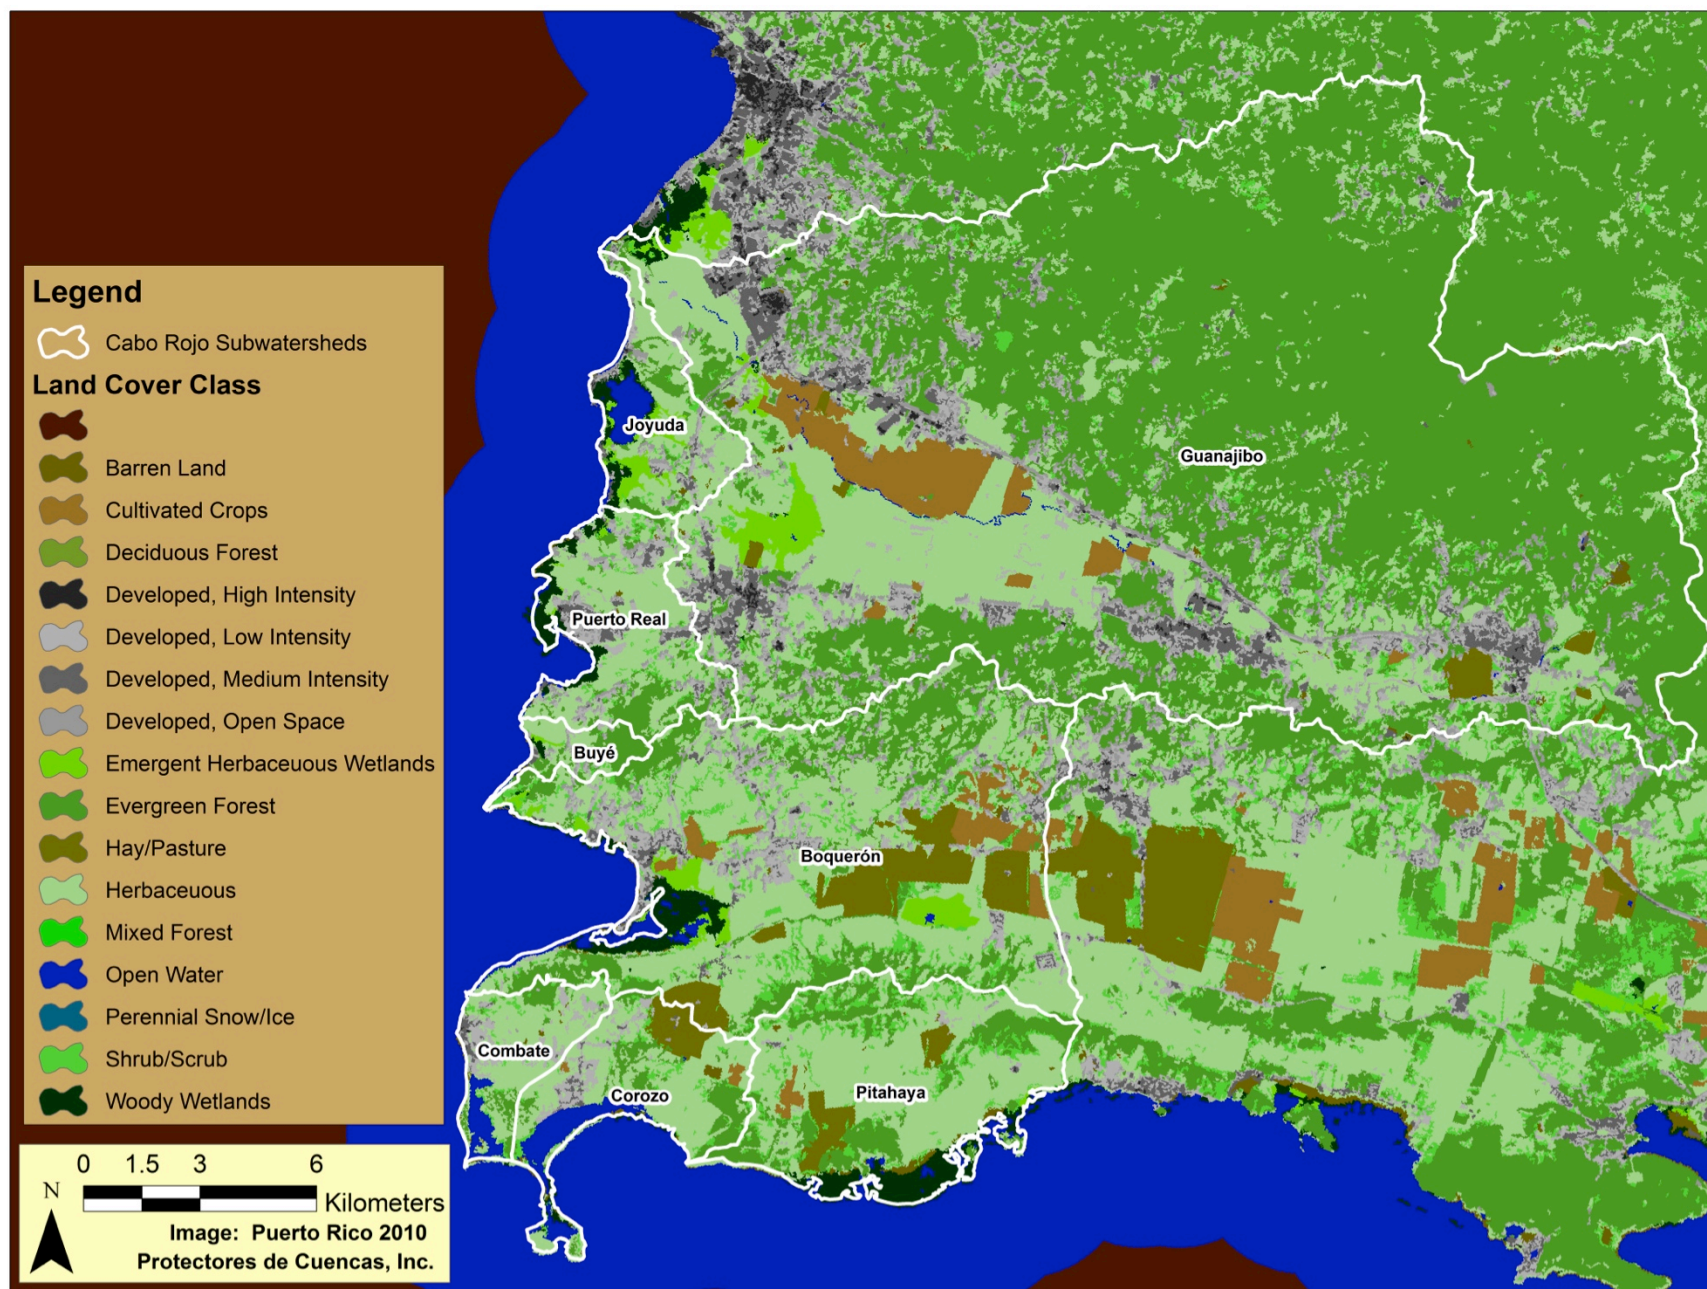 Legend
Cabo Rojo Subwatersheds
Land Cover Class
Barren Land
Cultivated Crops
Deciduous Forest
Developed, High Intensity
Developed, Low Intensity
Developed, Medium Intensity
Developed, Open Space
Emergent Herbaceuous Wetlands
Evergreen Forest
Hay/Pasture
Herbaceuous
Mixed Forest
Open Water
Perennial Snow/Ice
Shrub/Scrub
Woody Wetlands
0 1.5 3 6
Kilometers
N
Image: Puerto Rico 2010
Protectores de Cuencas, Inc.
Joyuda
Guanajibo
Puerto Real
Buyé
Boquerón
Combate
Corozo
Pitahaya